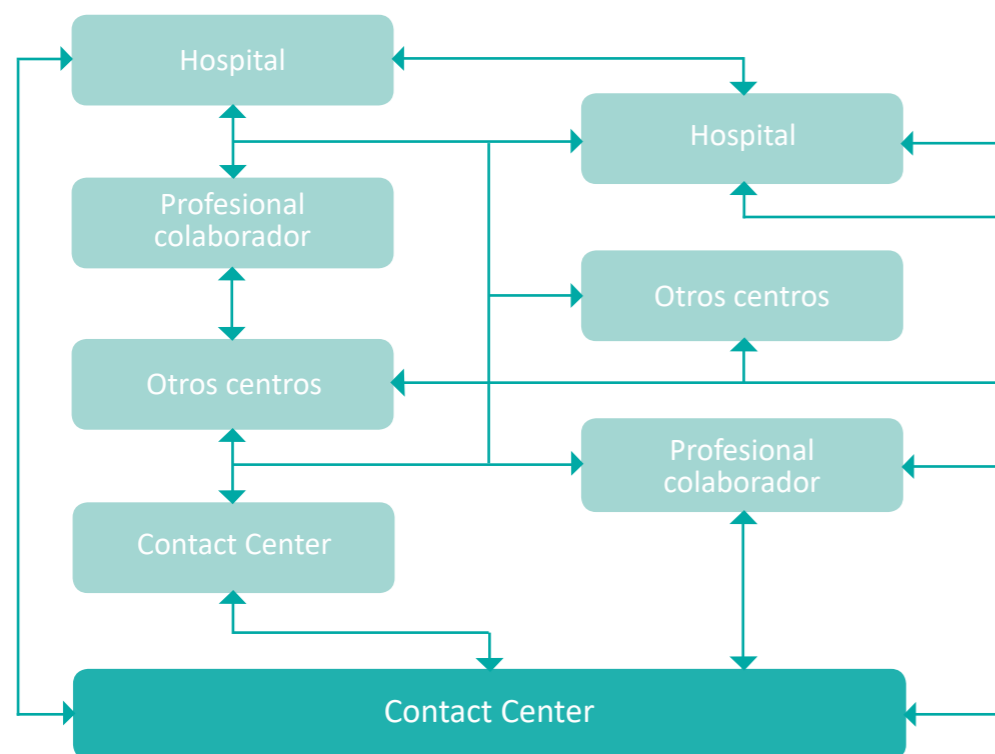 Hospital
Hospital
Profesional
colaborador
Otros centros
Otros centros
Profesional
colaborador
Contact Center
Contact Center